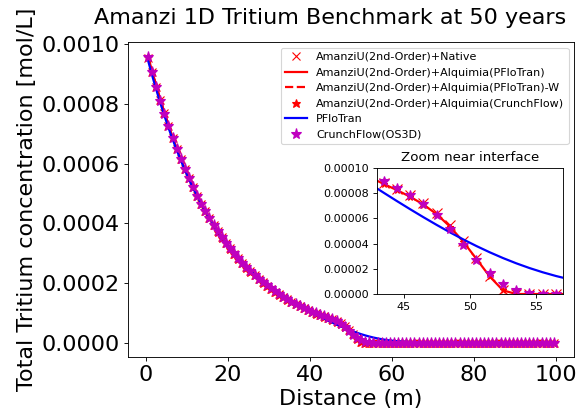 Amanzi 1D Tritium Benchmark at 50 years
Total Tritium concentration [mol/L]
0.0010
0.0008
0.0006
0.0004
0.0002
0.0000
AmanziU(2nd-Order)+Native
AmanziU(2nd-Order)+Alquimia(PFloTran)
AmanziU(2nd-Order)+Alquimia(PFloTran)-W
AmanziU(2nd-Order)+Alquimia(CrunchFlow)
PFloTran
CrunchFlow(OS3D)
Zoom near interface
0.00010
0.00008
0.00006
0.00004
0.00002
0.00000
45 50 55
0 20 40 60 80 100
Distance (m)